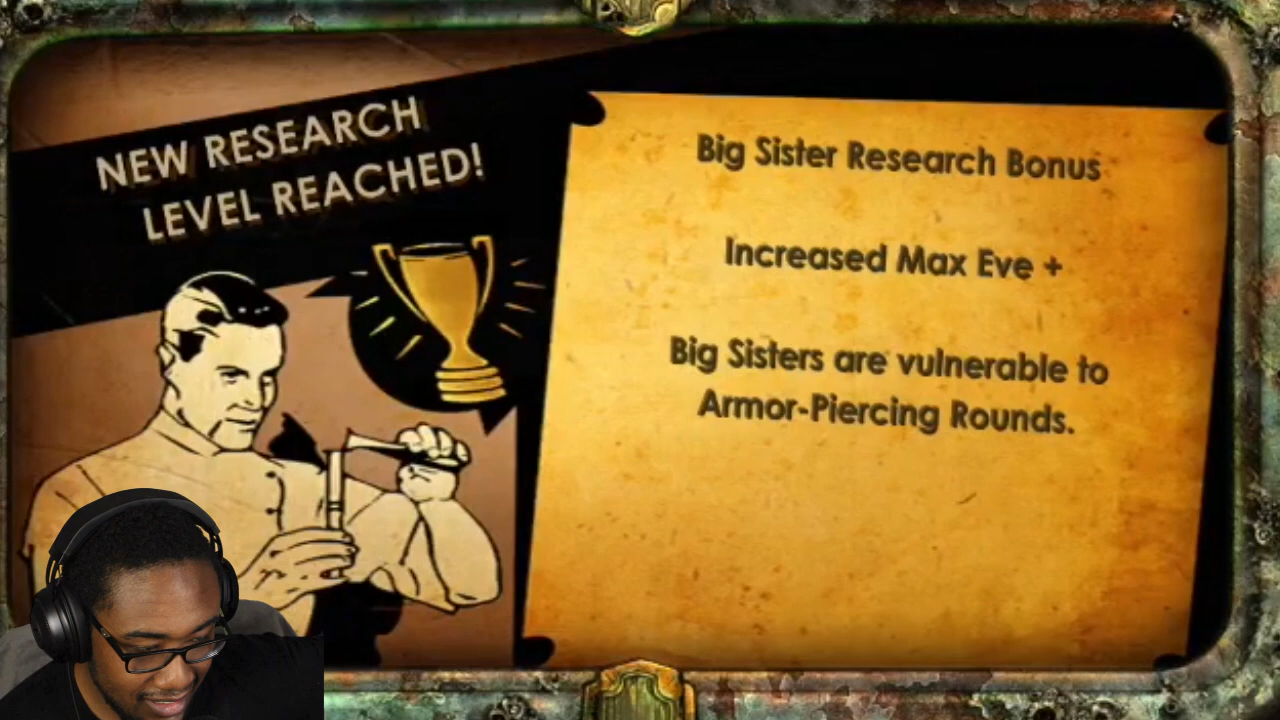 NEW RESEARCH
LEVEL REACHED!
Big Sister Research Bonus
Increased Max Eve +
Big Sisters are vulnerable to
Armor-Piercing Rounds.